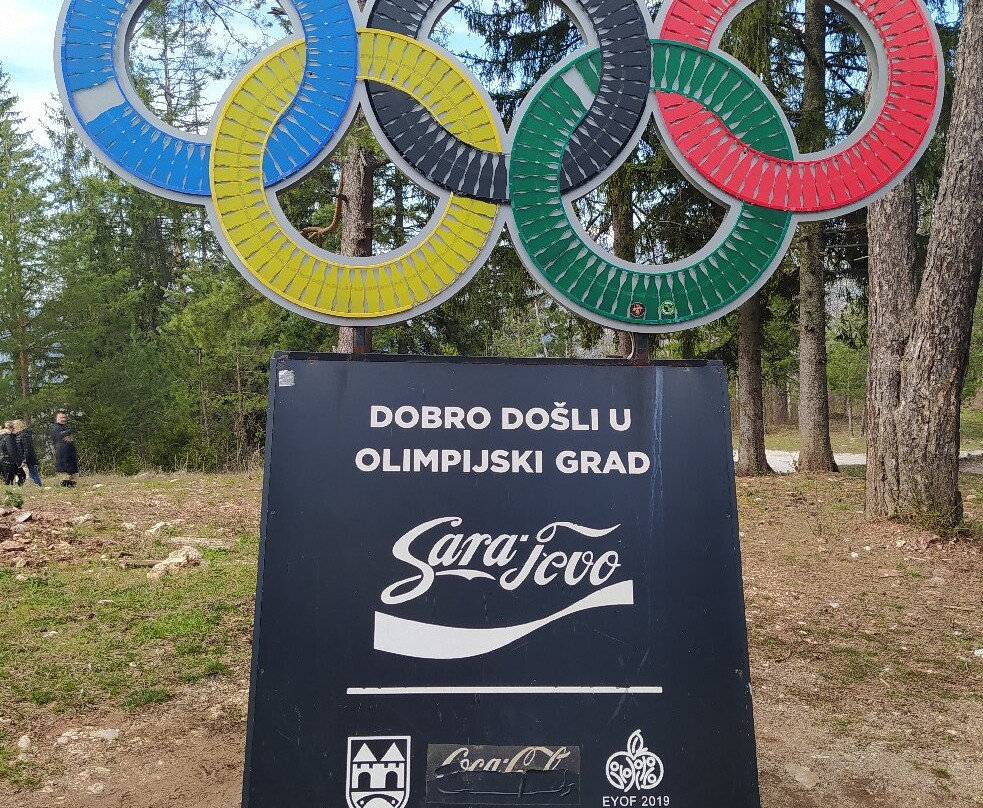 DOBRO DOŠLI U
OLIMPIJSKI GRAD
Sarajevo
Coca-Cola
EYOF 2019